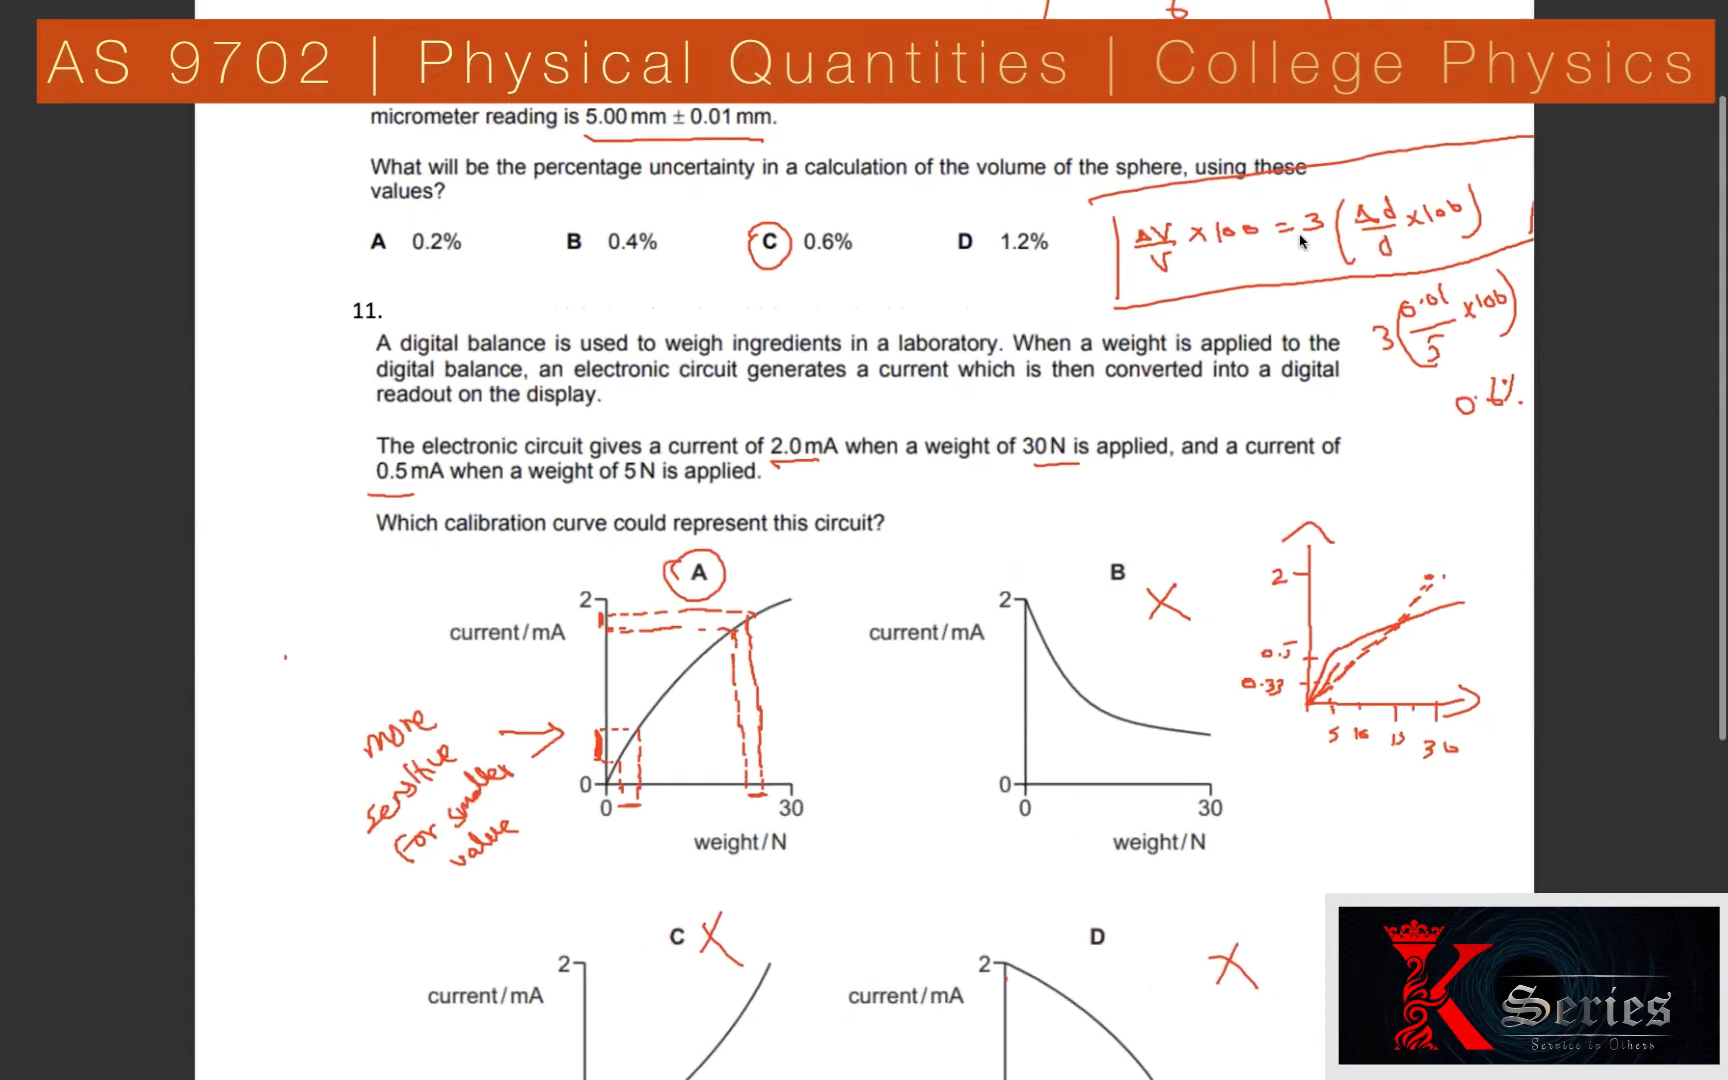 6
AS 9702 | Physical Quantities | College Physics
micrometer reading is 5.00 mm ± 0.01 mm.
What will be the percentage uncertainty in a calculation of the volume of the sphere, using these
values?
A 0.2% B 0.4% C 0.6% D 1.2%
ΔV/V × 100 = 3 (Δd/d × 100)
3 (0.01/5 × 100)
0.6%.
11.
A digital balance is used to weigh ingredients in a laboratory. When a weight is applied to the
digital balance, an electronic circuit generates a current which is then converted into a digital
readout on the display.
The electronic circuit gives a current of 2.0 mA when a weight of 30 N is applied, and a current of
0.5 mA when a weight of 5 N is applied.
Which calibration curve could represent this circuit?
A
2
current/mA
0
0 30
weight/N
more
sensitive
for smaller
value
B
2
current/mA
0
0 30
weight/N
2
0.5
0.33
5 10 15 30
C
2
current/mA
D
2
current/mA
K
Series
Service to Others